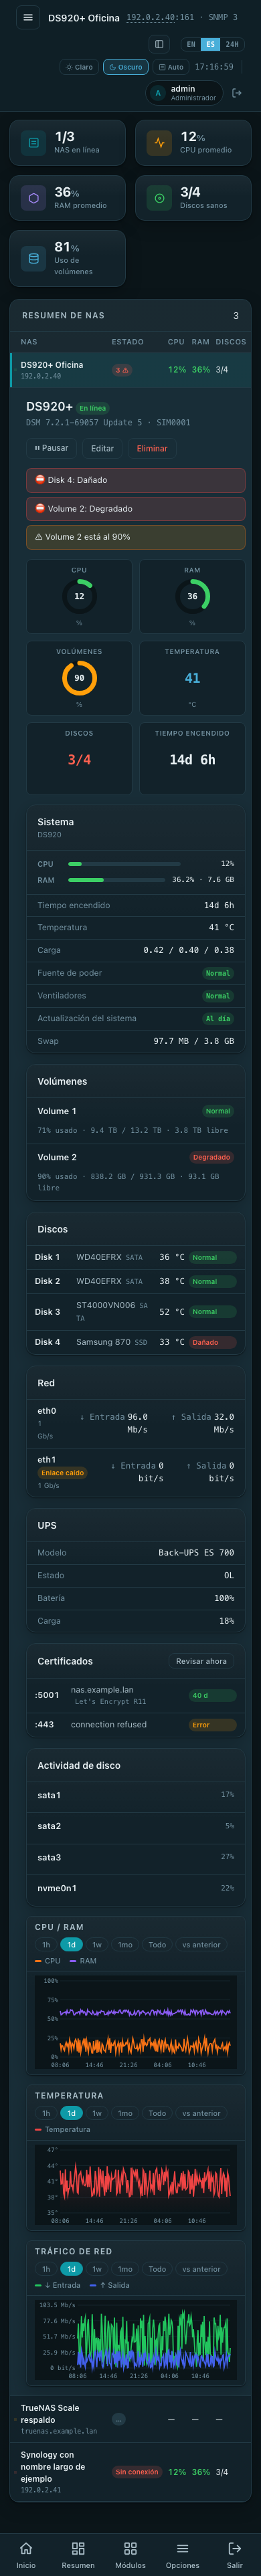 DS920+ Oficina 192.0.2.40:161 · SNMP 3
EN ES 24H
Claro Oscuro Auto 17:16:59
A admin
Administrador
1/3
NAS en línea
12%
CPU promedio
36%
RAM promedio
3/4
Discos sanos
81%
Uso de
volúmenes
RESUMEN DE NAS 3
NAS ESTADO CPU RAM DISCOS
DS920+ Oficina 3 ⚠ 12% 36% 3/4
192.0.2.40
DS920+ En línea
DSM 7.2.1-69057 Update 5 · SIM0001
Pausar Editar Eliminar
Disk 4: Dañado
Volume 2: Degradado
⚠ Volume 2 está al 90%
CPU
12
%
RAM
36
%
VOLÚMENES
90
%
TEMPERATURA
41
°C
DISCOS
3/4
TIEMPO ENCENDIDO
14d 6h
Sistema
DS920
CPU 12%
RAM 36.2% · 7.6 GB
Tiempo encendido 14d 6h
Temperatura 41 °C
Carga 0.42 / 0.40 / 0.38
Fuente de poder Normal
Ventiladores Normal
Actualización del sistema Al día
Swap 97.7 MB / 3.8 GB
Volúmenes
Volume 1 Normal
71% usado · 9.4 TB / 13.2 TB · 3.8 TB libre
Volume 2 Degradado
90% usado · 838.2 GB / 931.3 GB · 93.1 GB
libre
Discos
Disk 1 WD40EFRX SATA 36 °C Normal
Disk 2 WD40EFRX SATA 38 °C Normal
Disk 3 ST4000VN006 SA
TA 52 °C Normal
Disk 4 Samsung 870 SSD 33 °C Dañado
Red
eth0
1
Gb/s
↓ Entrada 96.0
Mb/s
↑ Salida 32.0
Mb/s
eth1
Enlace caído
1 Gb/s
↓ Entrada 0
bit/s
↑ Salida 0
bit/s
UPS
Modelo Back-UPS ES 700
Estado OL
Batería 100%
Carga 18%
Certificados Revisar ahora
:5001 nas.example.lan
Let's Encrypt R11 40 d
:443 connection refused Error
Actividad de disco
sata1 17%
sata2 5%
sata3 27%
nvme0n1 22%
CPU / RAM
1h 1d 1w 1mo Todo vs anterior
CPU RAM
100%
75%
50%
25%
0%
08:06 14:46 21:26 04:06 10:46
TEMPERATURA
1h 1d 1w 1mo Todo vs anterior
Temperatura
47°
44°
41°
38°
35°
08:06 14:46 21:26 04:06 10:46
TRÁFICO DE RED
1h 1d 1w 1mo Todo vs anterior
↓ Entrada ↑ Salida
103.5 Mb/s
77.6 Mb/s
51.7 Mb/s
25.9 Mb/s
0 bit/s
08:06 14:46 21:26 04:06 10:46
TrueNAS Scale
respaldo
truenas.example.lan
… — — —
Synology con
nombre largo de
ejemplo
192.0.2.41
Sin conexión 12% 36% 3/4
Inicio Resumen Módulos Opciones Salir